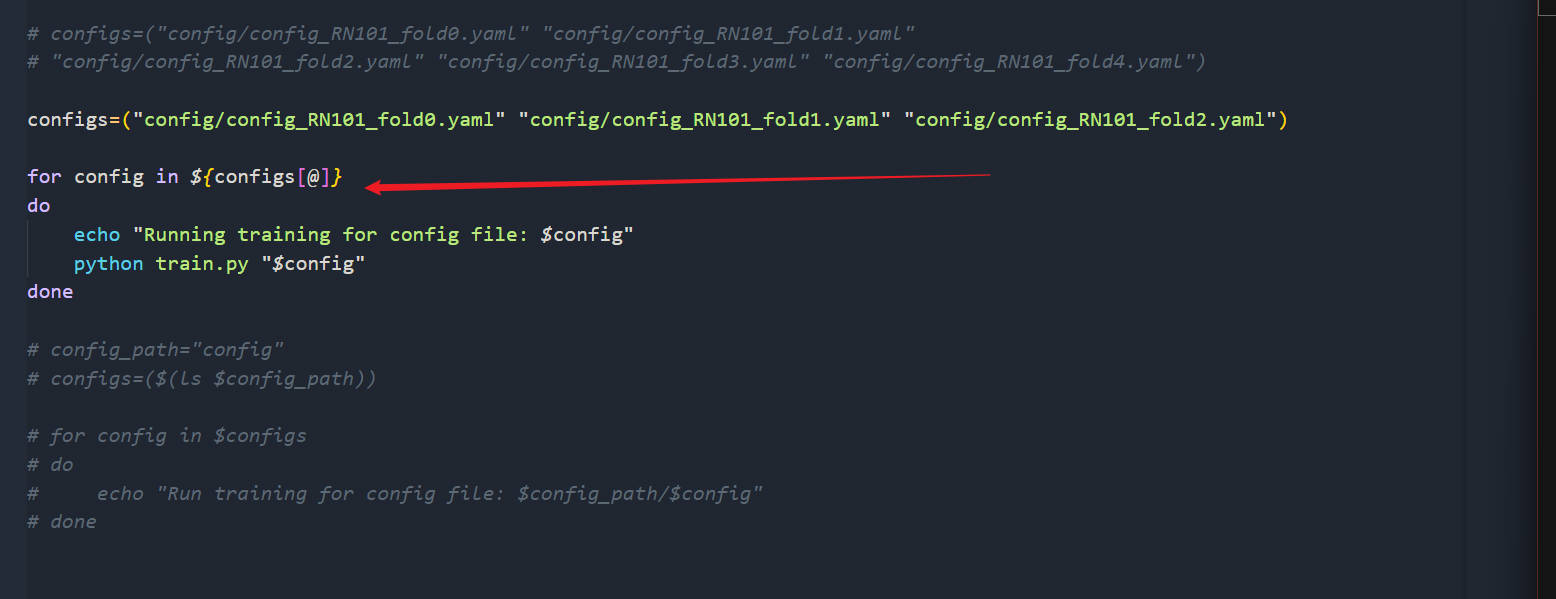 # configs=("config/config_RN101_fold0.yaml" "config/config_RN101_fold1.yaml"
# "config/config_RN101_fold2.yaml" "config/config_RN101_fold3.yaml" "config/config_RN101_fold4.yaml")
configs=("config/config_RN101_fold0.yaml" "config/config_RN101_fold1.yaml" "config/config_RN101_fold2.yaml")
for config in ${configs[@]}
do
    echo "Running training for config file: $config"
    python train.py "$config"
done
# config_path="config"
# configs=($(ls $config_path))
# for config in $configs
# do
#     echo "Run training for config file: $config_path/$config"
# done